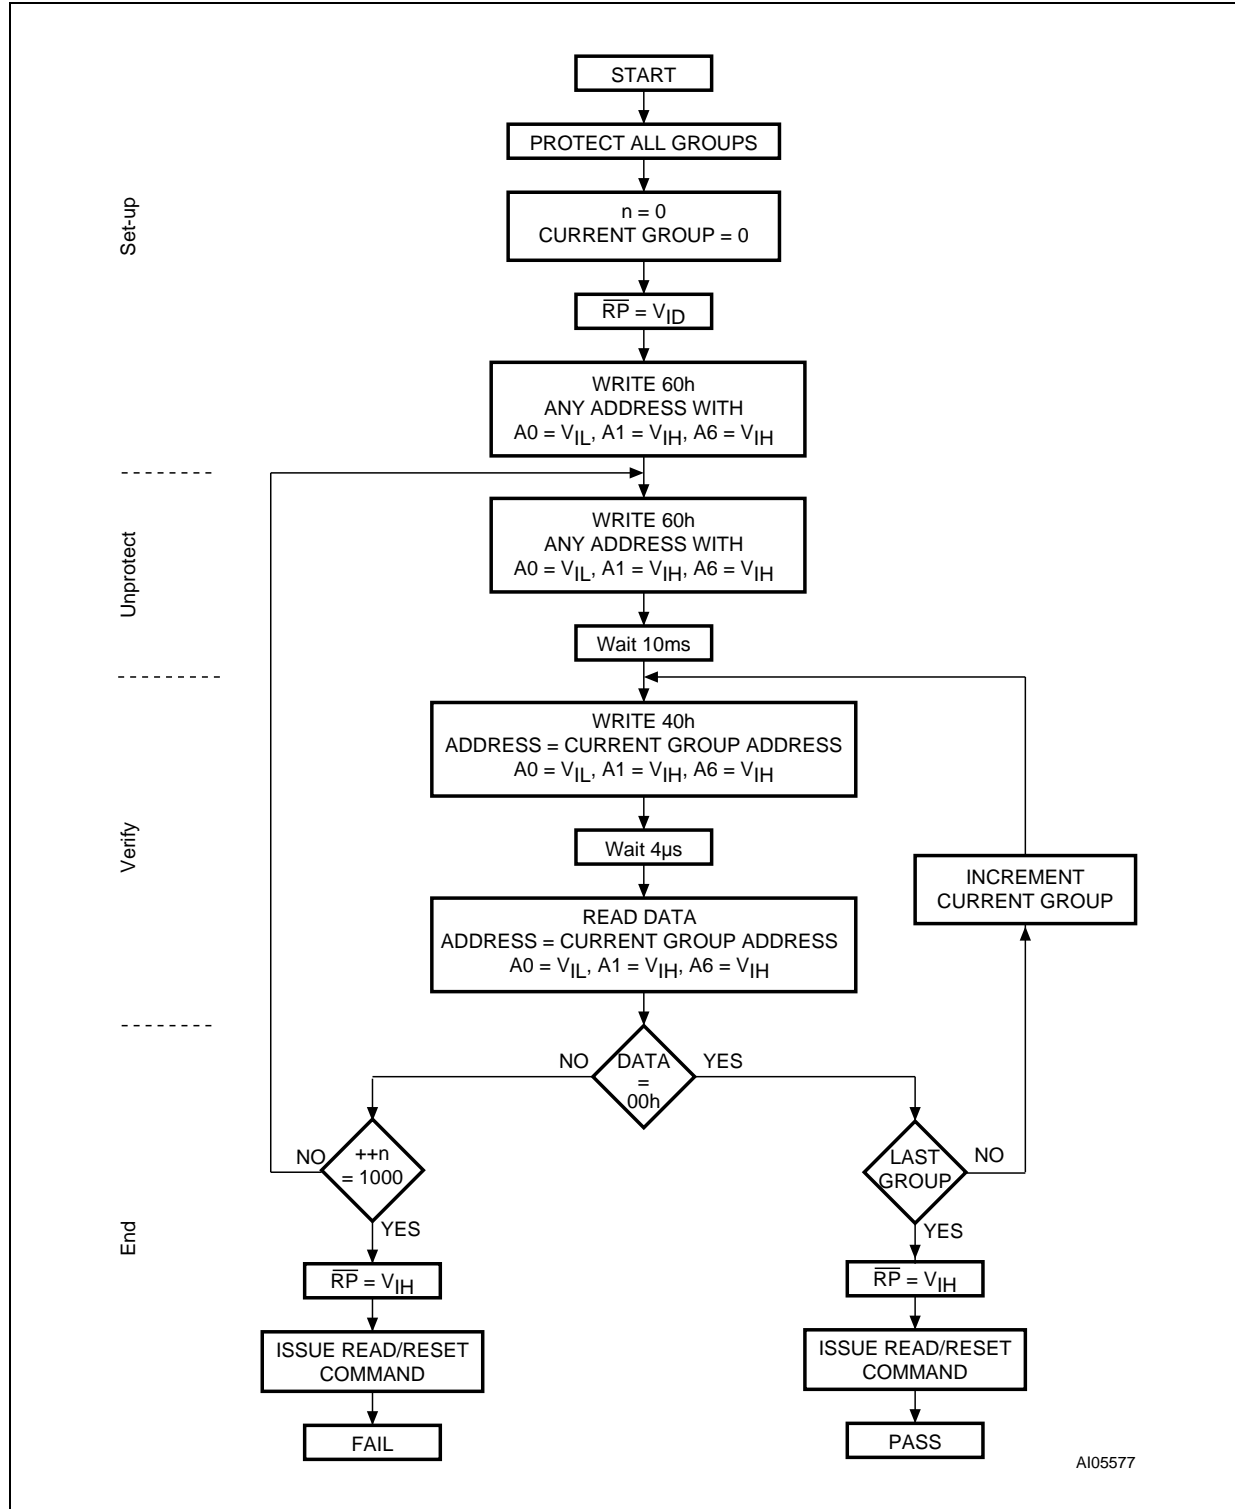 START
PROTECT ALL GROUPS
n = 0
CURRENT GROUP = 0
Set-up
R̅P̅ = VID
WRITE 60h
ANY ADDRESS WITH
A0 = VIL, A1 = VIH, A6 = VIH
WRITE 60h
ANY ADDRESS WITH
A0 = VIL, A1 = VIH, A6 = VIH
Unprotect
Wait 10ms
WRITE 40h
ADDRESS = CURRENT GROUP ADDRESS
A0 = VIL, A1 = VIH, A6 = VIH
Verify
Wait 4µs
INCREMENT
CURRENT GROUP
READ DATA
ADDRESS = CURRENT GROUP ADDRESS
A0 = VIL, A1 = VIH, A6 = VIH
NO
DATA
=
00h
YES
NO
++n
= 1000
LAST
GROUP
NO
YES
YES
End
R̅P̅ = VIH
R̅P̅ = VIH
ISSUE READ/RESET
COMMAND
ISSUE READ/RESET
COMMAND
FAIL
PASS
AI05577